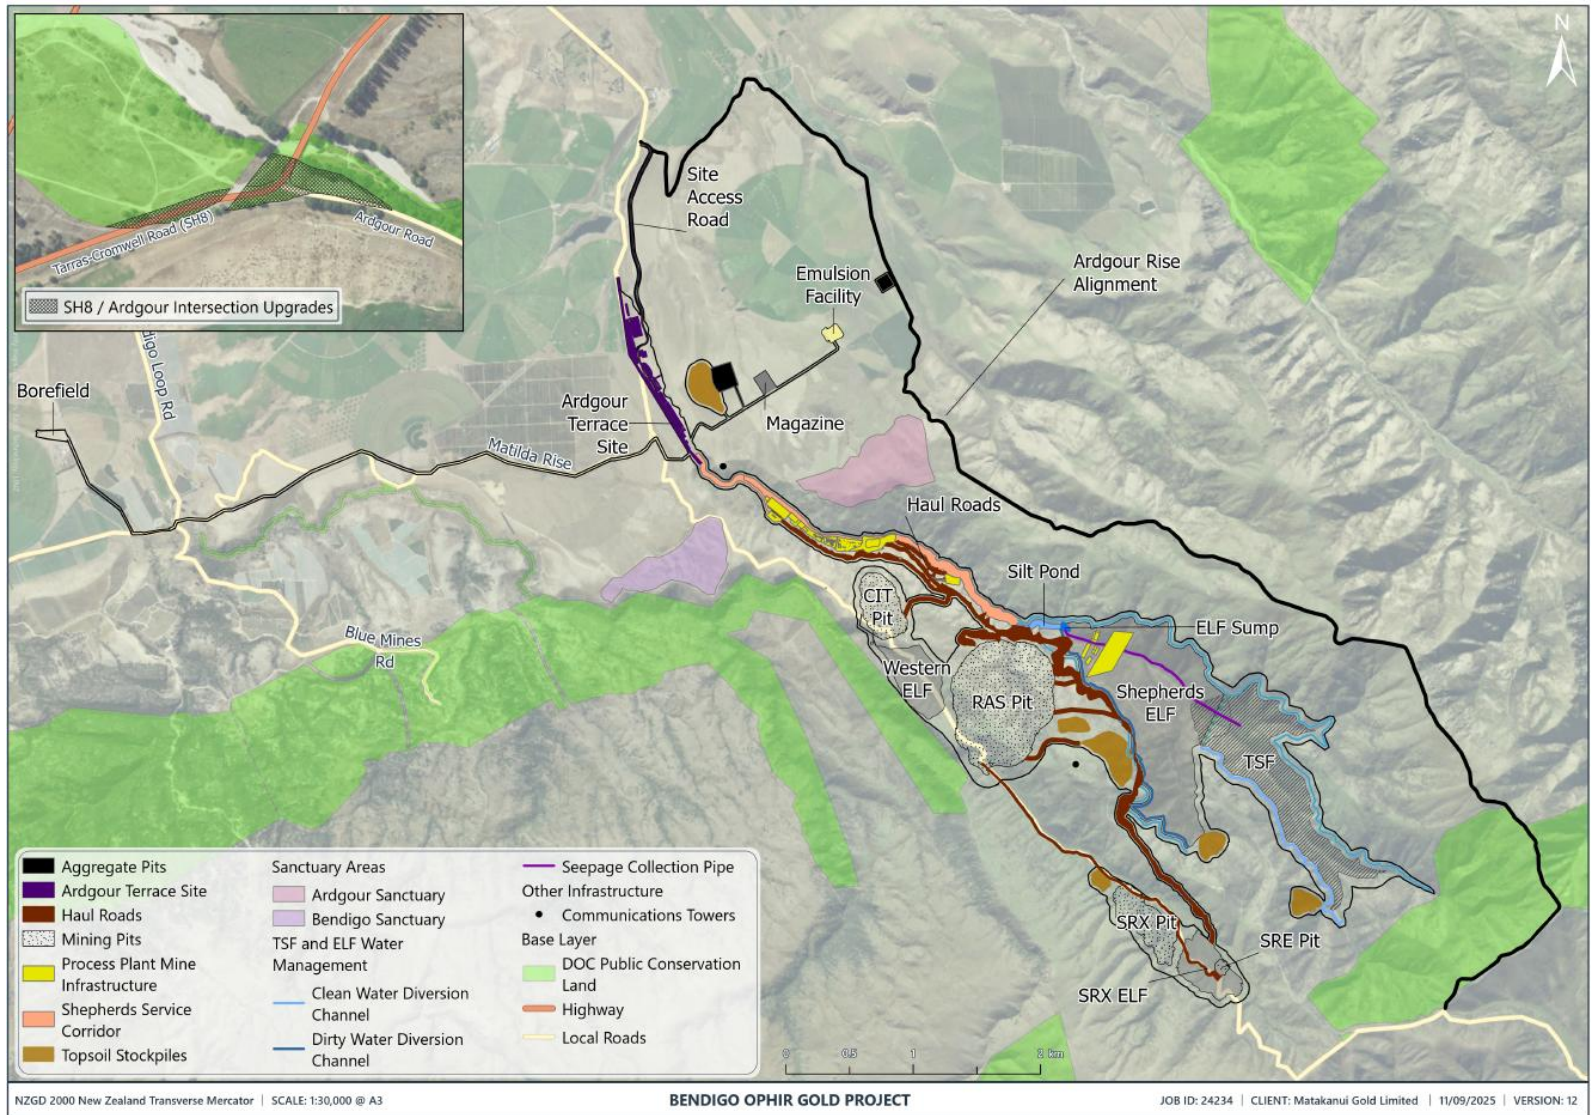 N
Tarras-Cromwell Road (SH8)
Ardgour Road
SH8 / Ardgour Intersection Upgrades
Site
Access
Road
Emulsion
Facility
Ardgour Rise
Alignment
Borefield
Loop Rd
Ardgour
Terrace
Site
Magazine
Matilda Rise
Haul Roads
Silt Pond
CIT
Pit
ELF Sump
Blue Mines
Rd
Western
ELF
RAS Pit
Shepherds
ELF
TSF
SRX Pit
SRE Pit
SRX ELF
Aggregate Pits
Ardgour Terrace Site
Haul Roads
Mining Pits
Process Plant Mine
Infrastructure
Shepherds Service
Corridor
Topsoil Stockpiles
Sanctuary Areas
Ardgour Sanctuary
Bendigo Sanctuary
TSF and ELF Water
Management
Clean Water Diversion
Channel
Dirty Water Diversion
Channel
Seepage Collection Pipe
Other Infrastructure
Communications Towers
Base Layer
DOC Public Conservation
Land
Highway
Local Roads
0 0.5 1 2 km
NZGD 2000 New Zealand Transverse Mercator | SCALE: 1:30,000 @ A3
BENDIGO OPHIR GOLD PROJECT
JOB ID: 24234 | CLIENT: Matakanui Gold Limited | 11/09/2025 | VERSION: 12